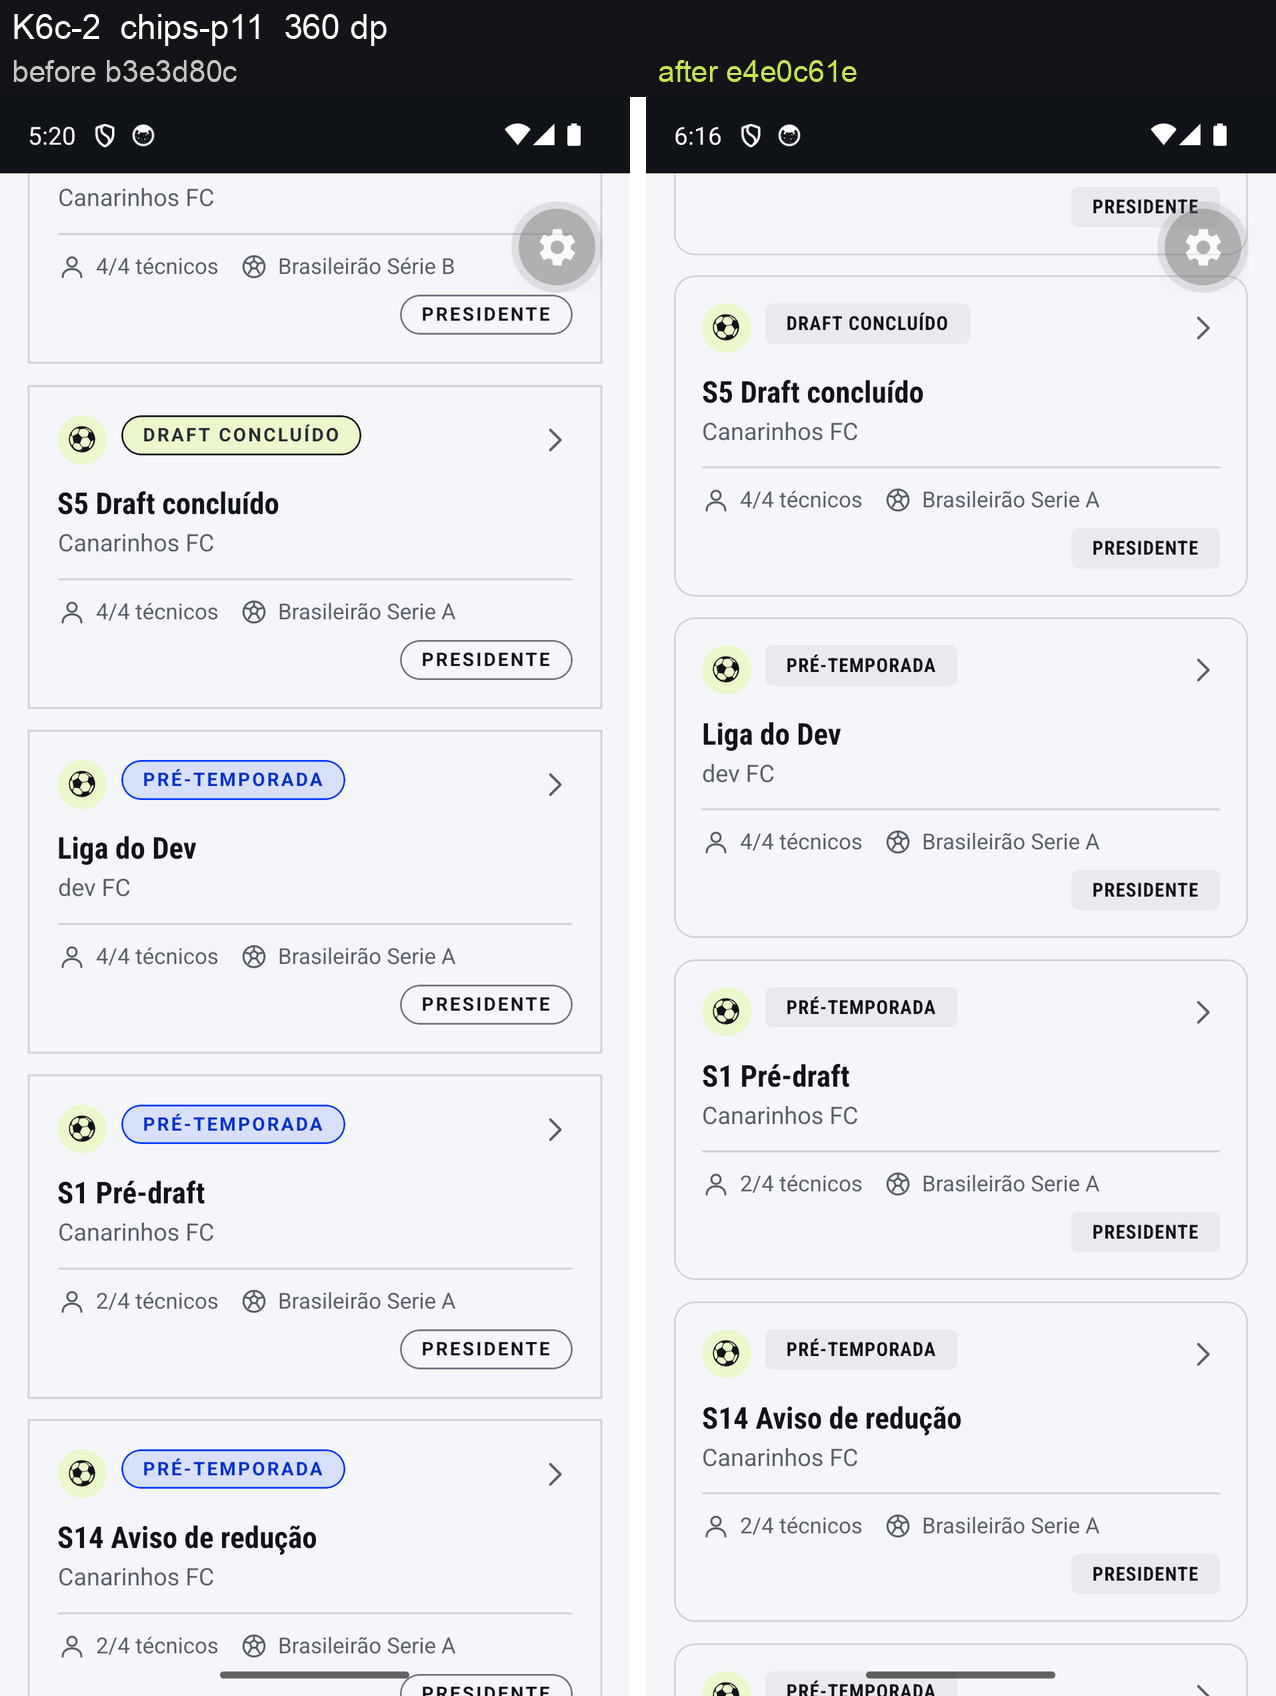 K6c-2 chips-p11 360 dp
before b3e3d80c
after e4e0c61e
5:20
Canarinhos FC
4/4 técnicos Brasileirão Série B
PRESIDENTE
DRAFT CONCLUÍDO
S5 Draft concluído
Canarinhos FC
4/4 técnicos Brasileirão Serie A
PRESIDENTE
PRÉ-TEMPORADA
Liga do Dev
dev FC
4/4 técnicos Brasileirão Serie A
PRESIDENTE
PRÉ-TEMPORADA
S1 Pré-draft
Canarinhos FC
2/4 técnicos Brasileirão Serie A
PRESIDENTE
PRÉ-TEMPORADA
S14 Aviso de redução
Canarinhos FC
2/4 técnicos Brasileirão Serie A
PRESIDENTE
6:16
PRESIDENTE
DRAFT CONCLUÍDO
S5 Draft concluído
Canarinhos FC
4/4 técnicos Brasileirão Serie A
PRESIDENTE
PRÉ-TEMPORADA
Liga do Dev
dev FC
4/4 técnicos Brasileirão Serie A
PRESIDENTE
PRÉ-TEMPORADA
S1 Pré-draft
Canarinhos FC
2/4 técnicos Brasileirão Serie A
PRESIDENTE
PRÉ-TEMPORADA
S14 Aviso de redução
Canarinhos FC
2/4 técnicos Brasileirão Serie A
PRESIDENTE
PRÉ-TEMPORADA